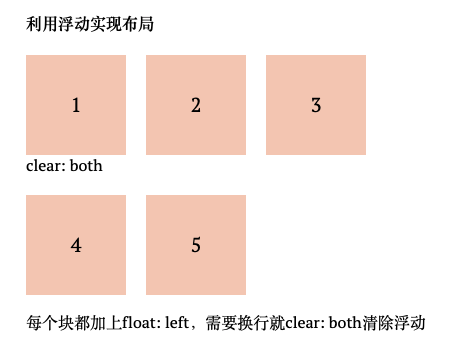 利用浮动实现布局
1 2 3
clear: both
4 5
每个块都加上float: left，需要换行就clear: both清除浮动